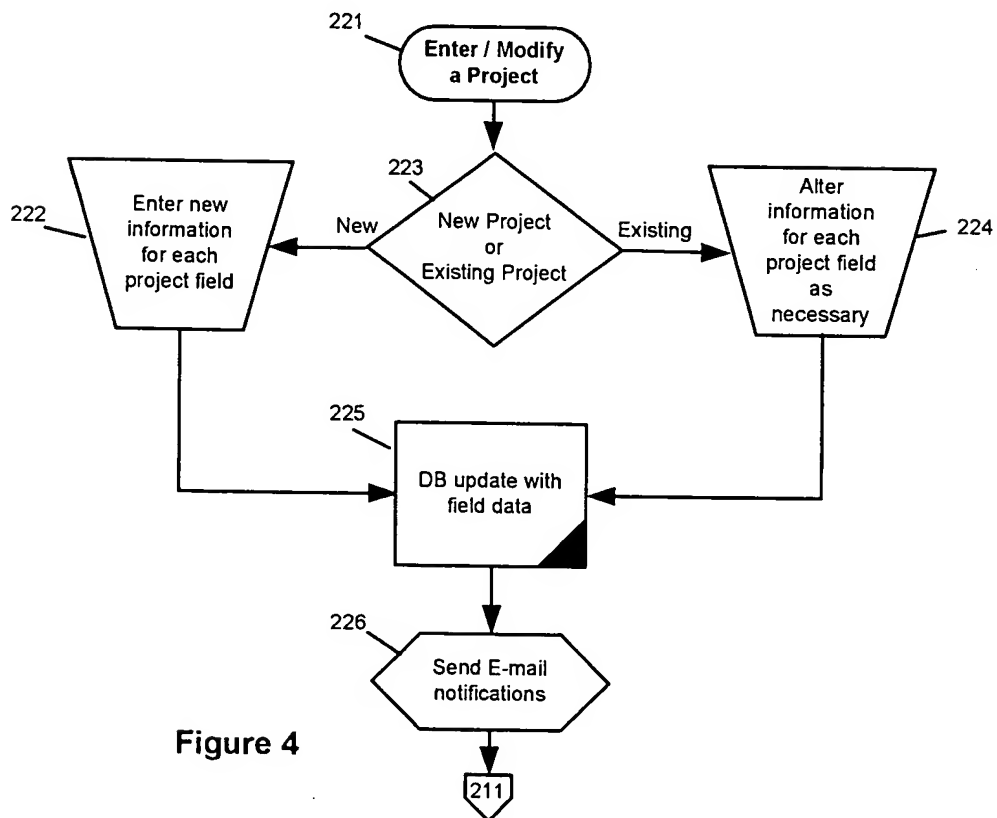 221
Enter / Modify
a Project
223
222
Enter new
information
for each
project field
New
New Project
or
Existing Project
Existing
Alter
information
for each
project field
as
necessary
224
225
DB update with
field data
226
Send E-mail
notifications
Figure 4
211